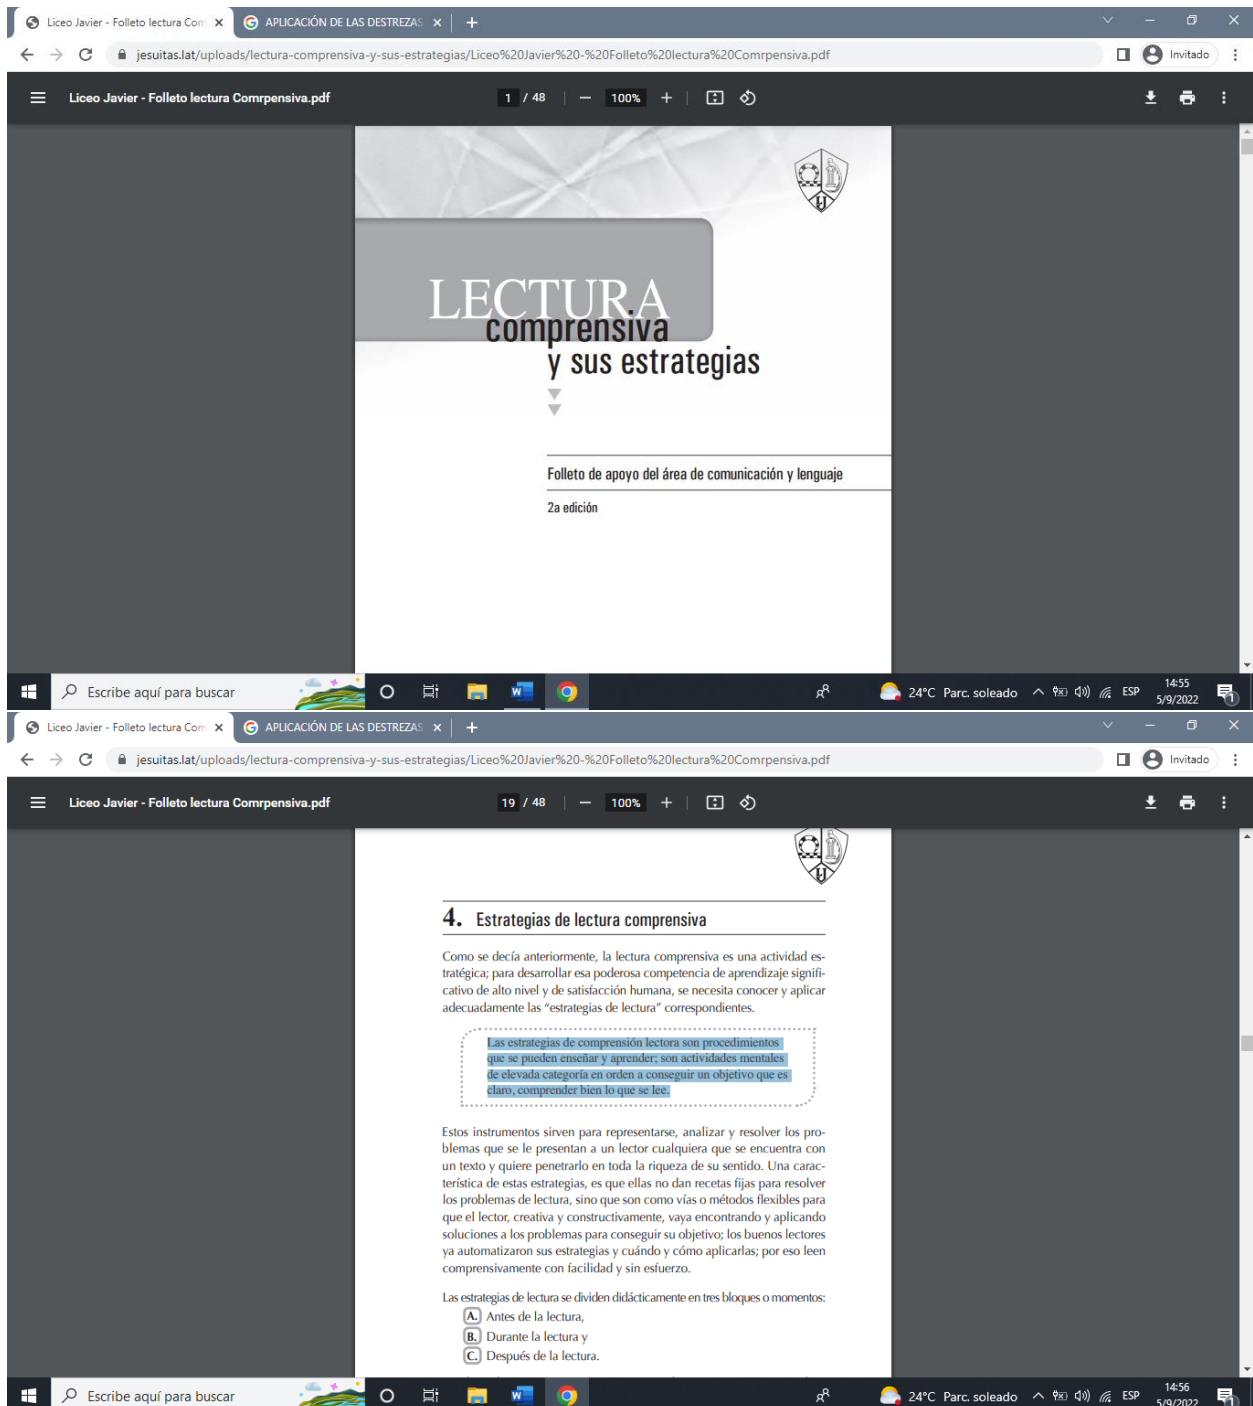 Liceo Javier - Folleto lectura Com
APLICACIÓN DE LAS DESTREZAS
jesuitas.lat/uploads/lectura-comprensiva-y-sus-estrategias/Liceo%20Javier%20-%20Folleto%20lectura%20Comrpensiva.pdf
Invitado
Liceo Javier - Folleto lectura Comrpensiva.pdf
1 / 48
100%
LECTURA
comprensiva
y sus estrategias
Folleto de apoyo del área de comunicación y lenguaje
2a edición
Escribe aquí para buscar
24°C Parc. soleado
ESP
14:55
5/9/2022
Liceo Javier - Folleto lectura Com
APLICACIÓN DE LAS DESTREZAS
jesuitas.lat/uploads/lectura-comprensiva-y-sus-estrategias/Liceo%20Javier%20-%20Folleto%20lectura%20Comrpensiva.pdf
Invitado
Liceo Javier - Folleto lectura Comrpensiva.pdf
19 / 48
100%
4. Estrategias de lectura comprensiva
Como se decía anteriormente, la lectura comprensiva es una actividad es-
tratégica; para desarrollar esa poderosa competencia de aprendizaje signifi-
cativo de alto nivel y de satisfacción humana, se necesita conocer y aplicar
adecuadamente las “estrategias de lectura” correspondientes.
Las estrategias de comprensión lectora son procedimientos
que se pueden enseñar y aprender; son actividades mentales
de elevada categoría en orden a conseguir un objetivo que es
claro, comprender bien lo que se lee.
Estos instrumentos sirven para representarse, analizar y resolver los pro-
blemas que se le presentan a un lector cualquiera que se encuentra con
un texto y quiere penetrarlo en toda la riqueza de su sentido. Una carac-
terística de estas estrategias, es que ellas no dan recetas fijas para resolver
los problemas de lectura, sino que son como vías o métodos flexibles para
que el lector, creativa y constructivamente, vaya encontrando y aplicando
soluciones a los problemas para conseguir su objetivo; los buenos lectores
ya automatizaron sus estrategias y cuándo y cómo aplicarlas; por eso leen
comprensivamente con facilidad y sin esfuerzo.
Las estrategias de lectura se dividen didácticamente en tres bloques o momentos:
A. Antes de la lectura,
B. Durante la lectura y
C. Después de la lectura.
Escribe aquí para buscar
24°C Parc. soleado
ESP
14:56
5/9/2022